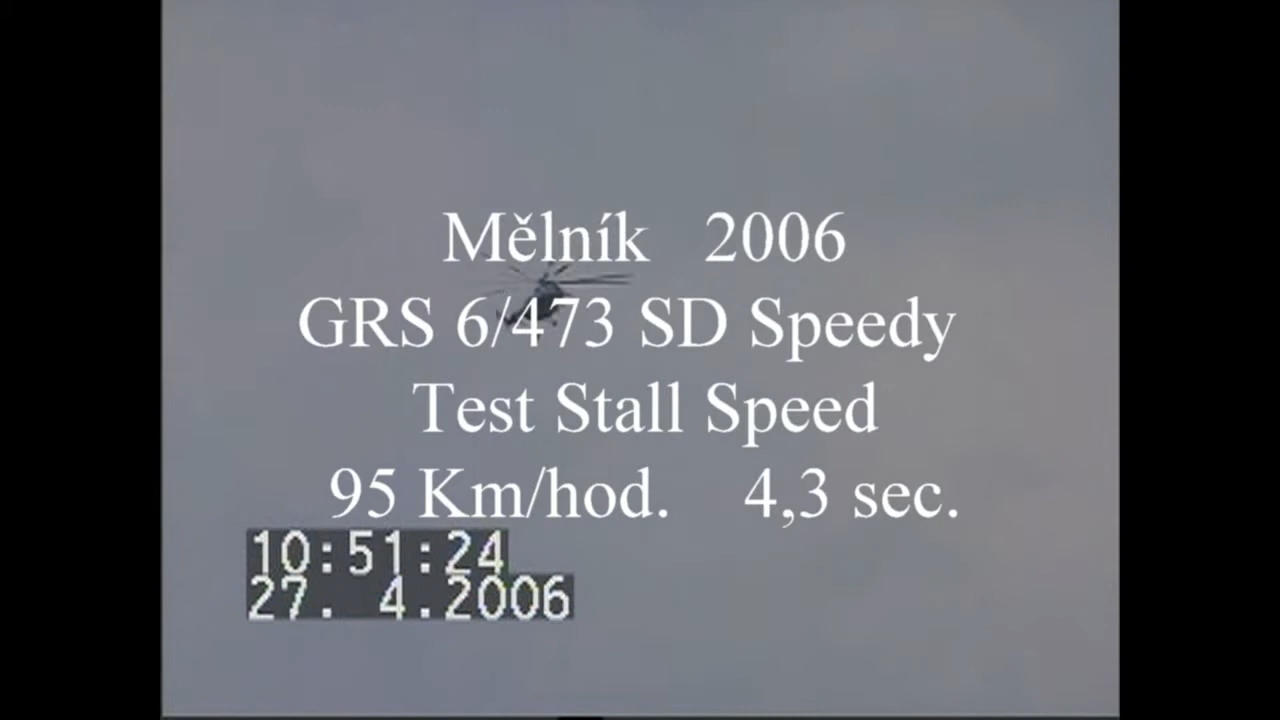 Mělník 2006
GRS 6/473 SD Speedy
Test Stall Speed
95 Km/hod. 4,3 sec.
10:51:24
27. 4.2006